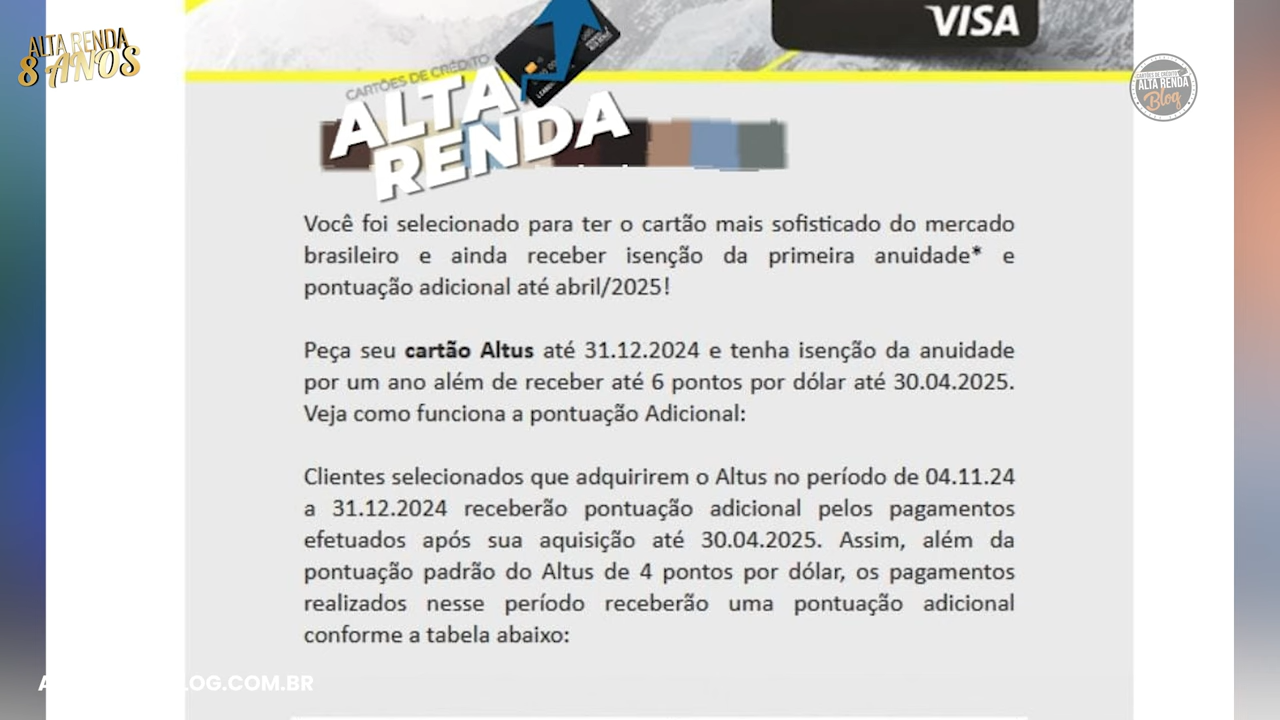 VISA
ALTA RENDA
8 ANOS
CARTÕES DE CRÉDITO
ALTA
RENDA
CARTÕES DE CRÉDITO
ALTA RENDA
Blog
Você foi selecionado para ter o cartão mais sofisticado do mercado
brasileiro e ainda receber isenção da primeira anuidade* e
pontuação adicional até abril/2025!
Peça seu cartão Altus até 31.12.2024 e tenha isenção da anuidade
por um ano além de receber até 6 pontos por dólar até 30.04.2025.
Veja como funciona a pontuação Adicional:
Clientes selecionados que adquirirem o Altus no período de 04.11.24
a 31.12.2024 receberão pontuação adicional pelos pagamentos
efetuados após sua aquisição até 30.04.2025. Assim, além da
pontuação padrão do Altus de 4 pontos por dólar, os pagamentos
realizados nesse período receberão uma pontuação adicional
conforme a tabela abaixo:
LOG.COM.BR